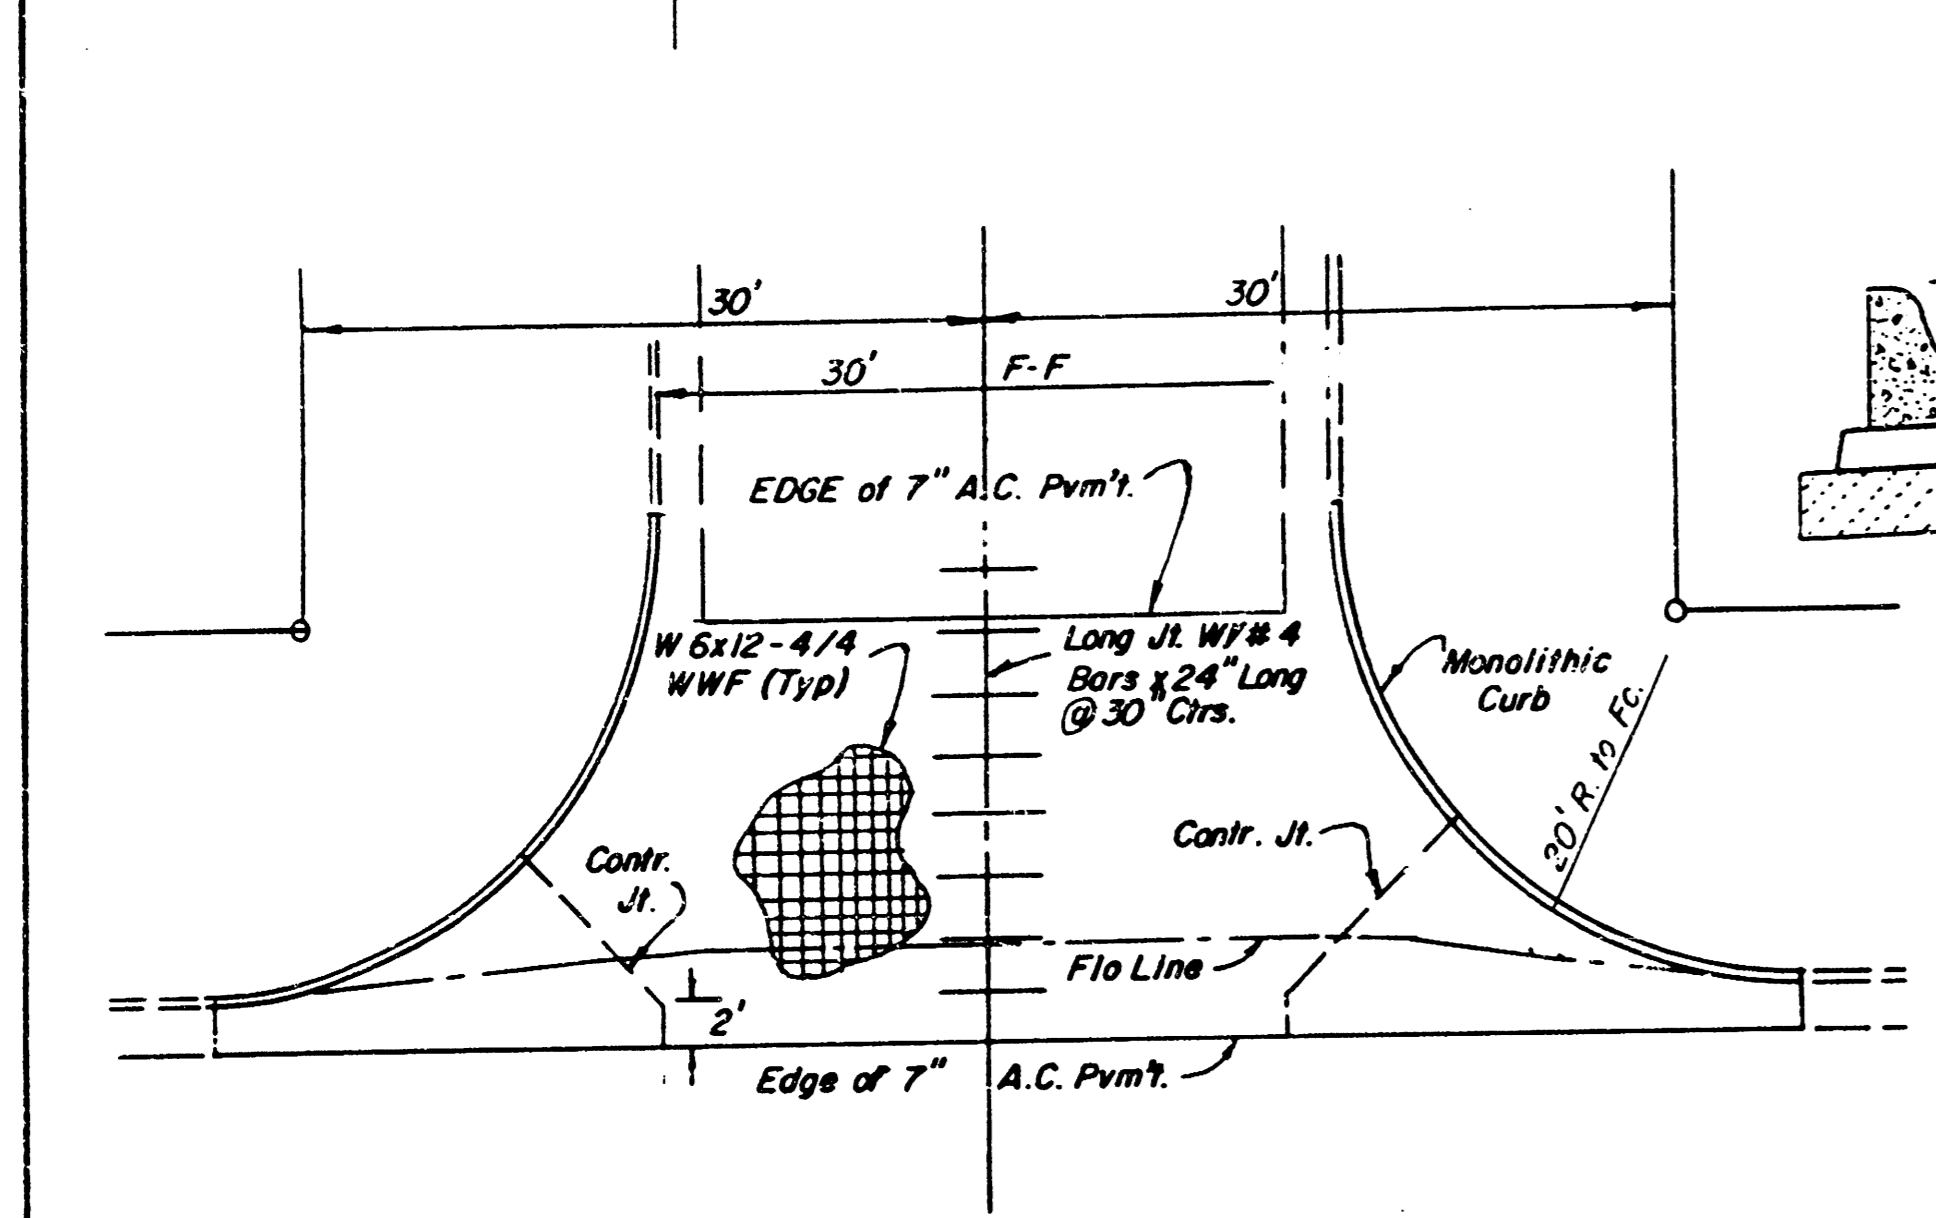 30'
30'
30'
F-F
EDGE of 7" A.C. Pvm't.
W 6x12-4/4
WWF (Typ)
Long Jt. W/#4
Bars x 24" Long
@ 30" Ctrs.
Monolithic
Curb
20' R. to Fc.
Contr. Jt.
Contr.
Jt.
Flo Line
2'
Edge of 7" A.C. Pvm't.